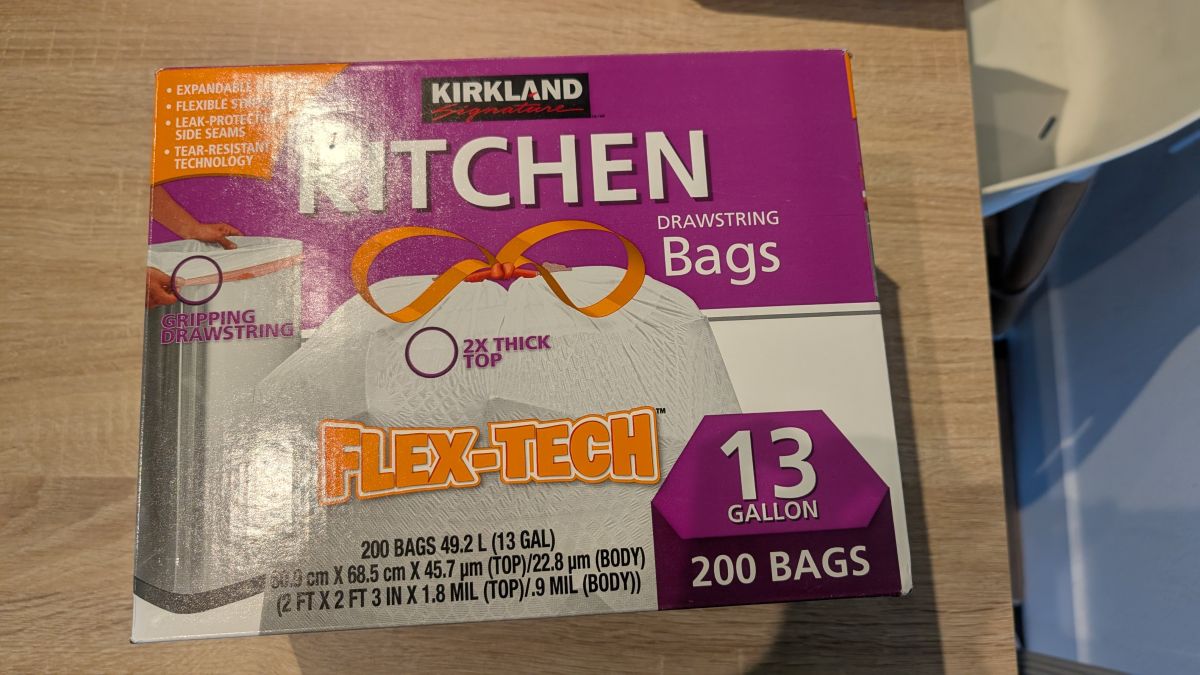 • EXPANDABLE
• FLEXIBLE
• LEAK-PROTECTION
SIDE SEAMS
• TEAR-RESISTANT
TECHNOLOGY
KIRKLAND
Signature
KITCHEN
DRAWSTRING
Bags
GRIPPING
DRAWSTRING
2X THICK
TOP
FLEX-TECH™
13
GALLON
200 BAGS
200 BAGS 49.2 L (13 GAL)
cm X 68.5 cm X 45.7 µm (TOP)/22.8 µm (BODY)
(2 FT X 2 FT 3 IN X 1.8 MIL (TOP)/.9 MIL (BODY))